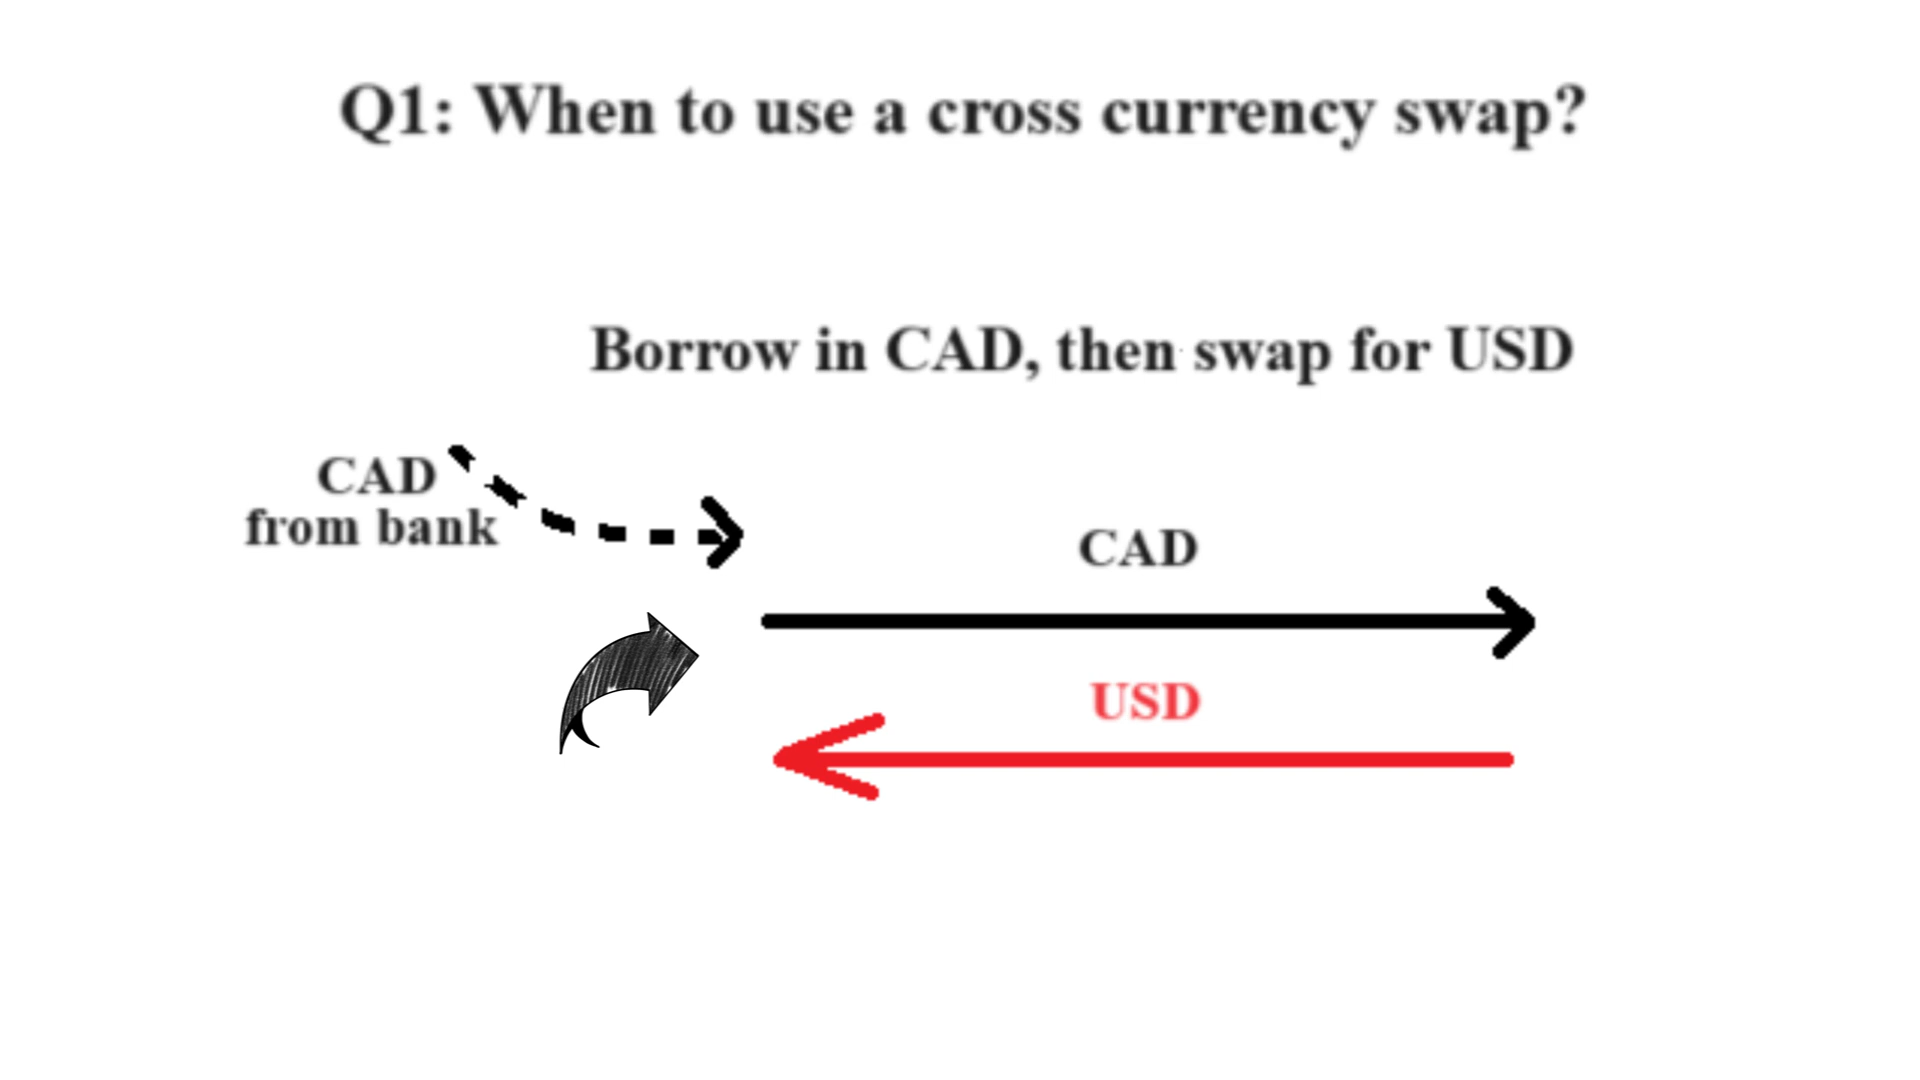 Q1: When to use a cross currency swap?
Borrow in CAD, then swap for USD
CAD
from bank
CAD
USD